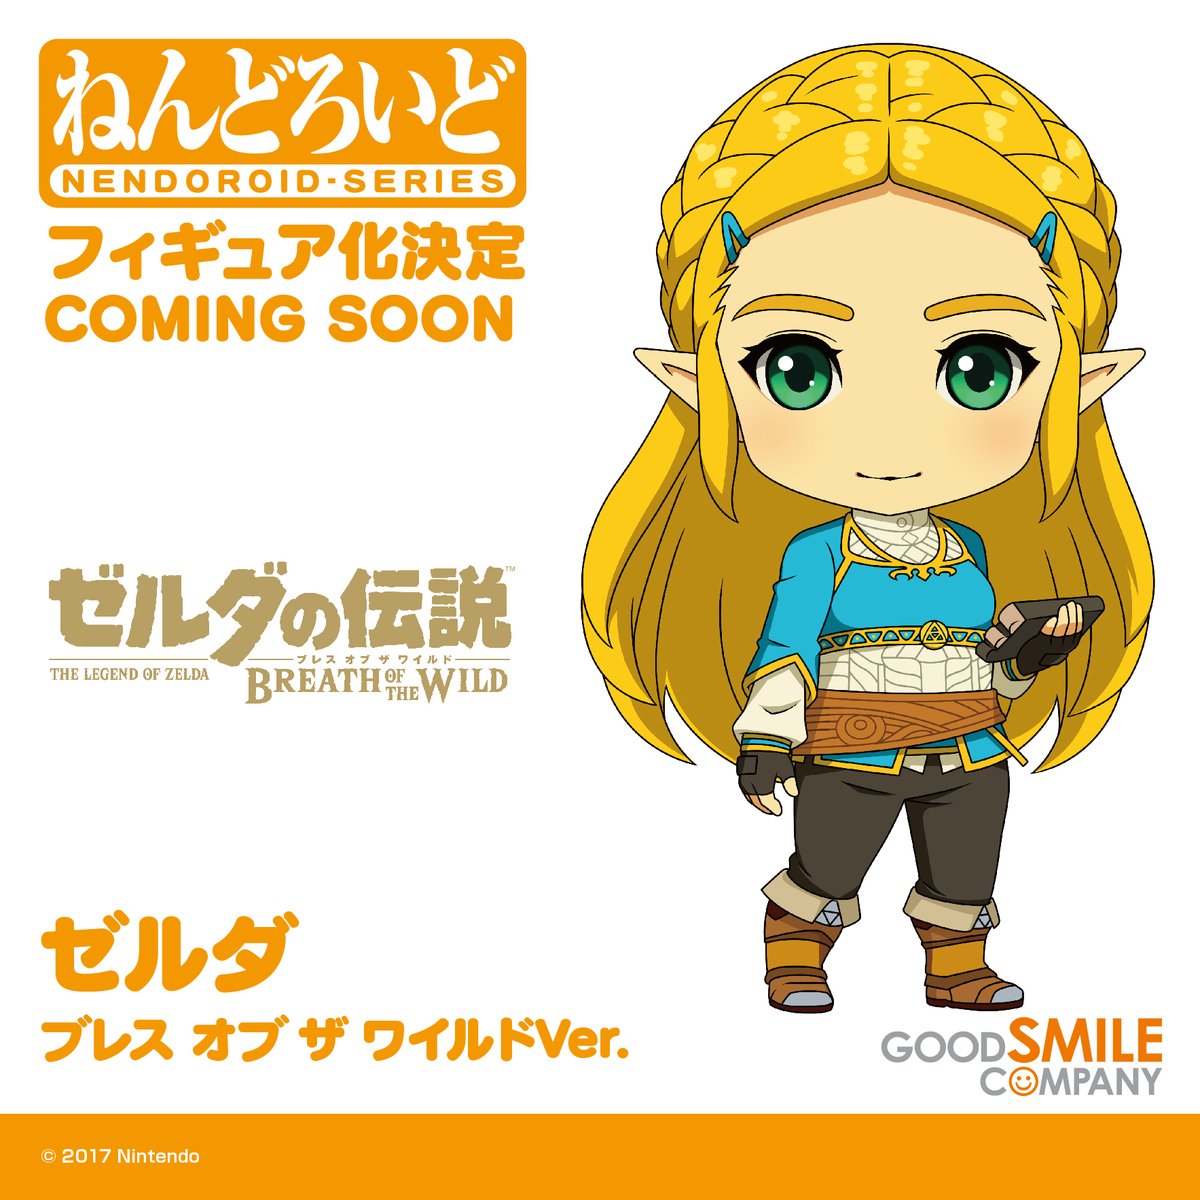 ねんどろいど
NENDOROID-SERIES
フィギュア化決定
COMING SOON
ゼルダの伝説™
ブレス オブ ザ ワイルド
THE LEGEND OF ZELDA
BREATH OF THE WILD
ゼルダ
ブレス オブ ザ ワイルドVer.
GOODSMILE
COMPANY
© 2017 Nintendo